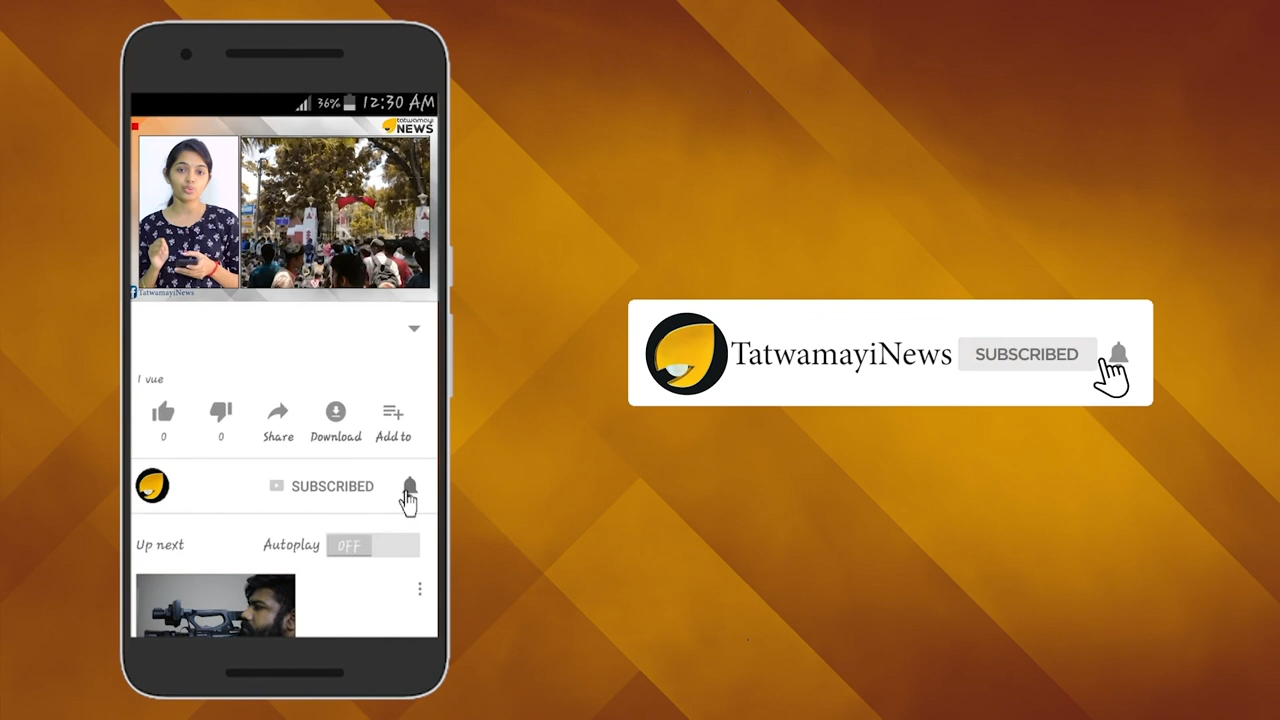 36% 12:30 AM
tatwamayi
NEWS
TatwamayiNews
1 vue
0 0 Share Download Add to
SUBSCRIBED
Up next Autoplay OFF
TatwamayiNews SUBSCRIBED